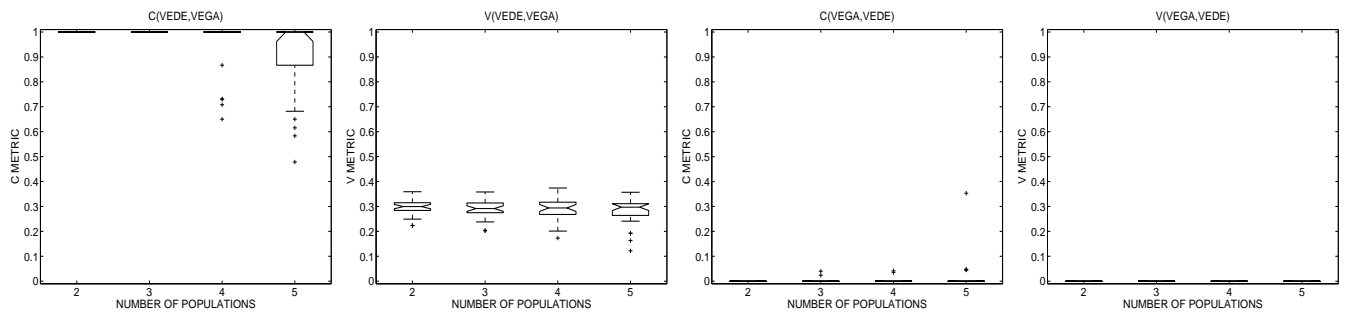 C(VEDE,VEGA)
1
0.9
0.8
0.7
0.6
0.5
0.4
0.3
0.2
0.1
0
C METRIC
2 3 4 5
NUMBER OF POPULATIONS
V(VEDE,VEGA)
1
0.9
0.8
0.7
0.6
0.5
0.4
0.3
0.2
0.1
0
V METRIC
2 3 4 5
NUMBER OF POPULATIONS
C(VEGA,VEDE)
1
0.9
0.8
0.7
0.6
0.5
0.4
0.3
0.2
0.1
0
C METRIC
2 3 4 5
NUMBER OF POPULATIONS
V(VEGA,VEDE)
1
0.9
0.8
0.7
0.6
0.5
0.4
0.3
0.2
0.1
0
V METRIC
2 3 4 5
NUMBER OF POPULATIONS